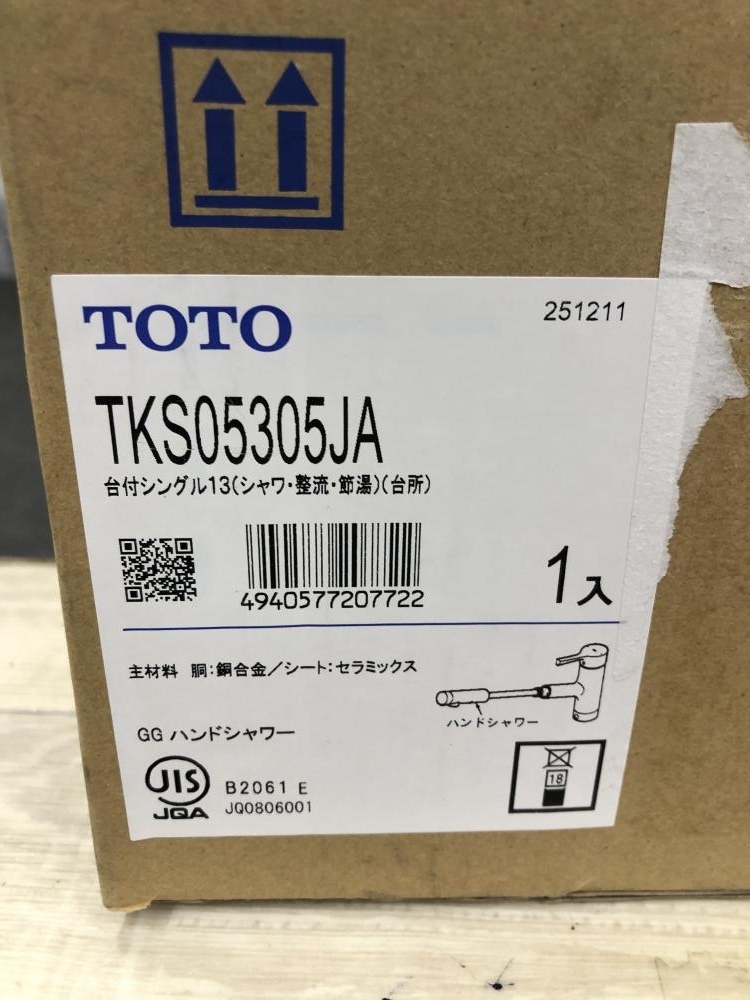 TOTO
251211
TKS05305JA
台付シングル13(シャワ・整流・節湯)(台所)
4940577207722
1入
主材料 胴:銅合金/シート:セラミックス
ハンドシャワー
GG ハンドシャワー
18
JIS
JQA
B2061 E
JQ0806001